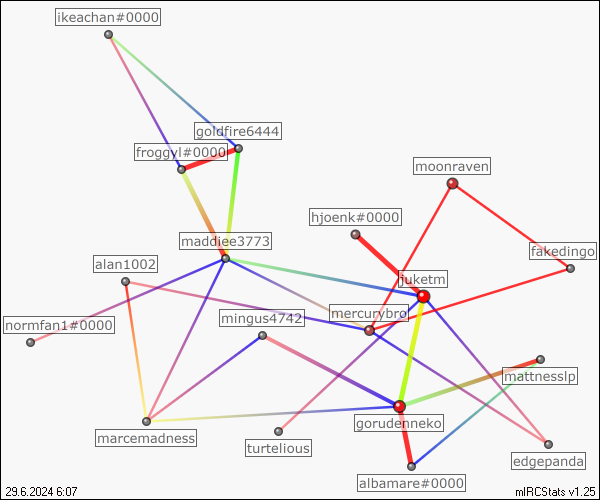 ikeachan#0000
goldfire6444
froggyl#0000
moonraven
hjoenk#0000
maddiee3773
fakedingo
alan1002
juketm
mercurybro
normfan1#0000
mingus4742
mattnesslp
gorudenneko
marcemadness
turtelious
edgepanda
albamare#0000
29.6.2024 6:07
mIRCStats v1.25